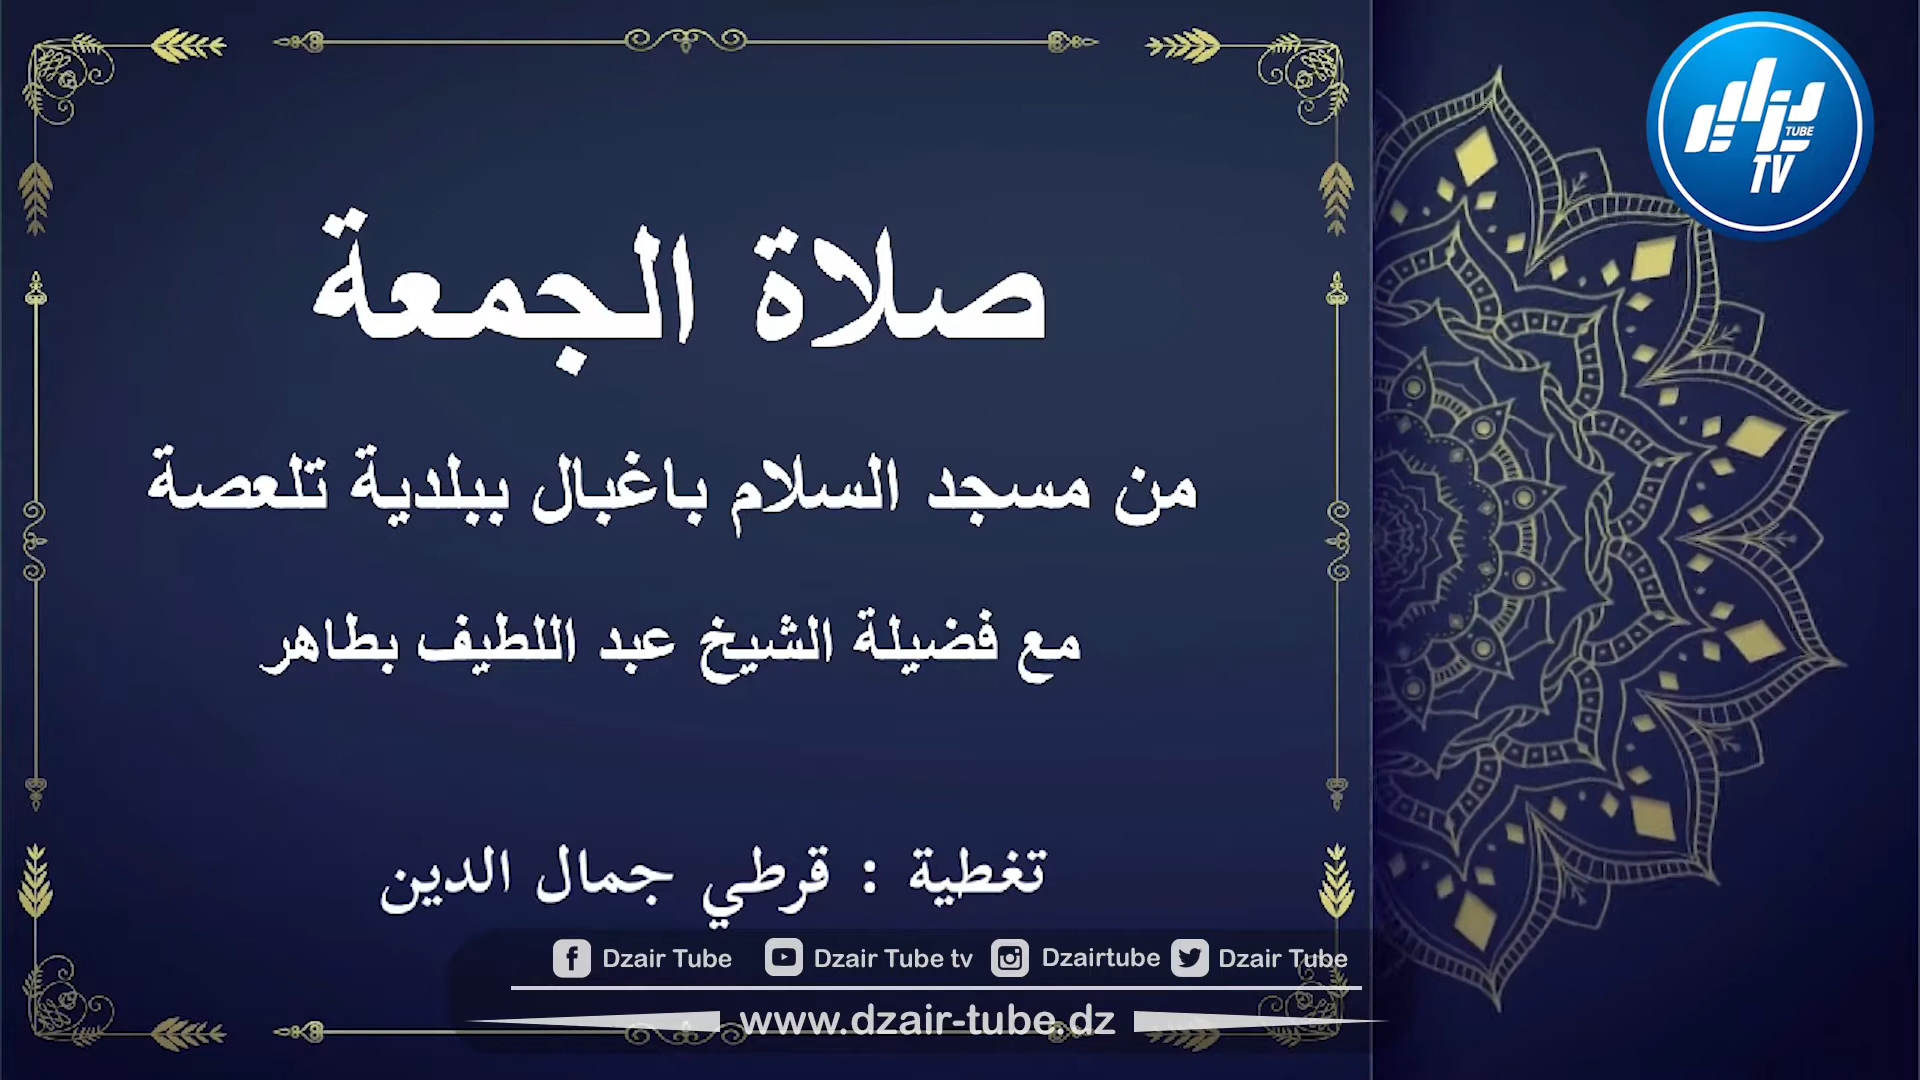 دزاير
TUBE
TV
صلاة الجمعة
من مسجد السلام باغبال ببلدية تلعصة
مع فضيلة الشيخ عبد اللطيف بطاهر
تغطية : قرطي جمال الدين
Dzair Tube Dzair Tube tv Dzairtube Dzair Tube
www.dzair-tube.dz